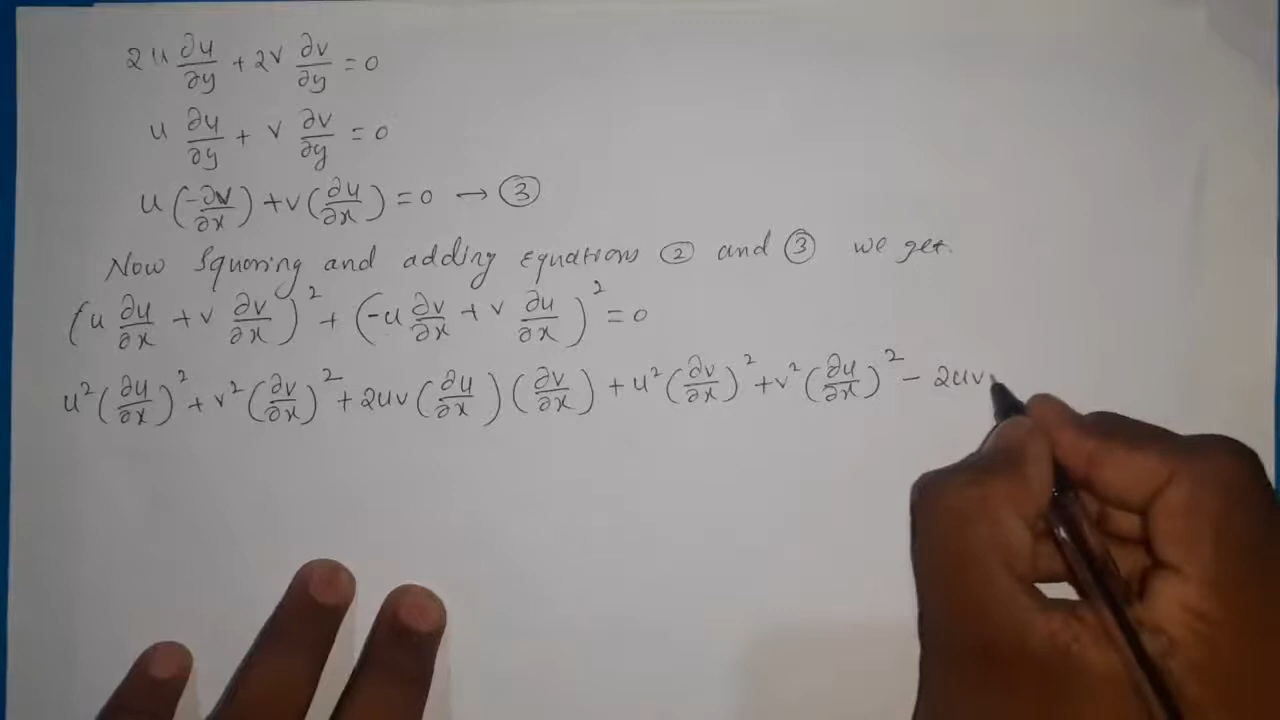 2u ∂u/∂y + 2v ∂v/∂y = 0
u ∂u/∂y + v ∂v/∂y = 0
u (-∂v/∂x) + v (∂u/∂x) = 0 → ③
Now Squaring and adding Equations ② and ③ we get.
(u ∂u/∂x + v ∂v/∂x)² + (-u ∂v/∂x + v ∂u/∂x)² = 0
u² (∂u/∂x)² + v² (∂v/∂x)² + 2uv (∂u/∂x) (∂v/∂x) + u² (∂v/∂x)² + v² (∂u/∂x)² - 2uv